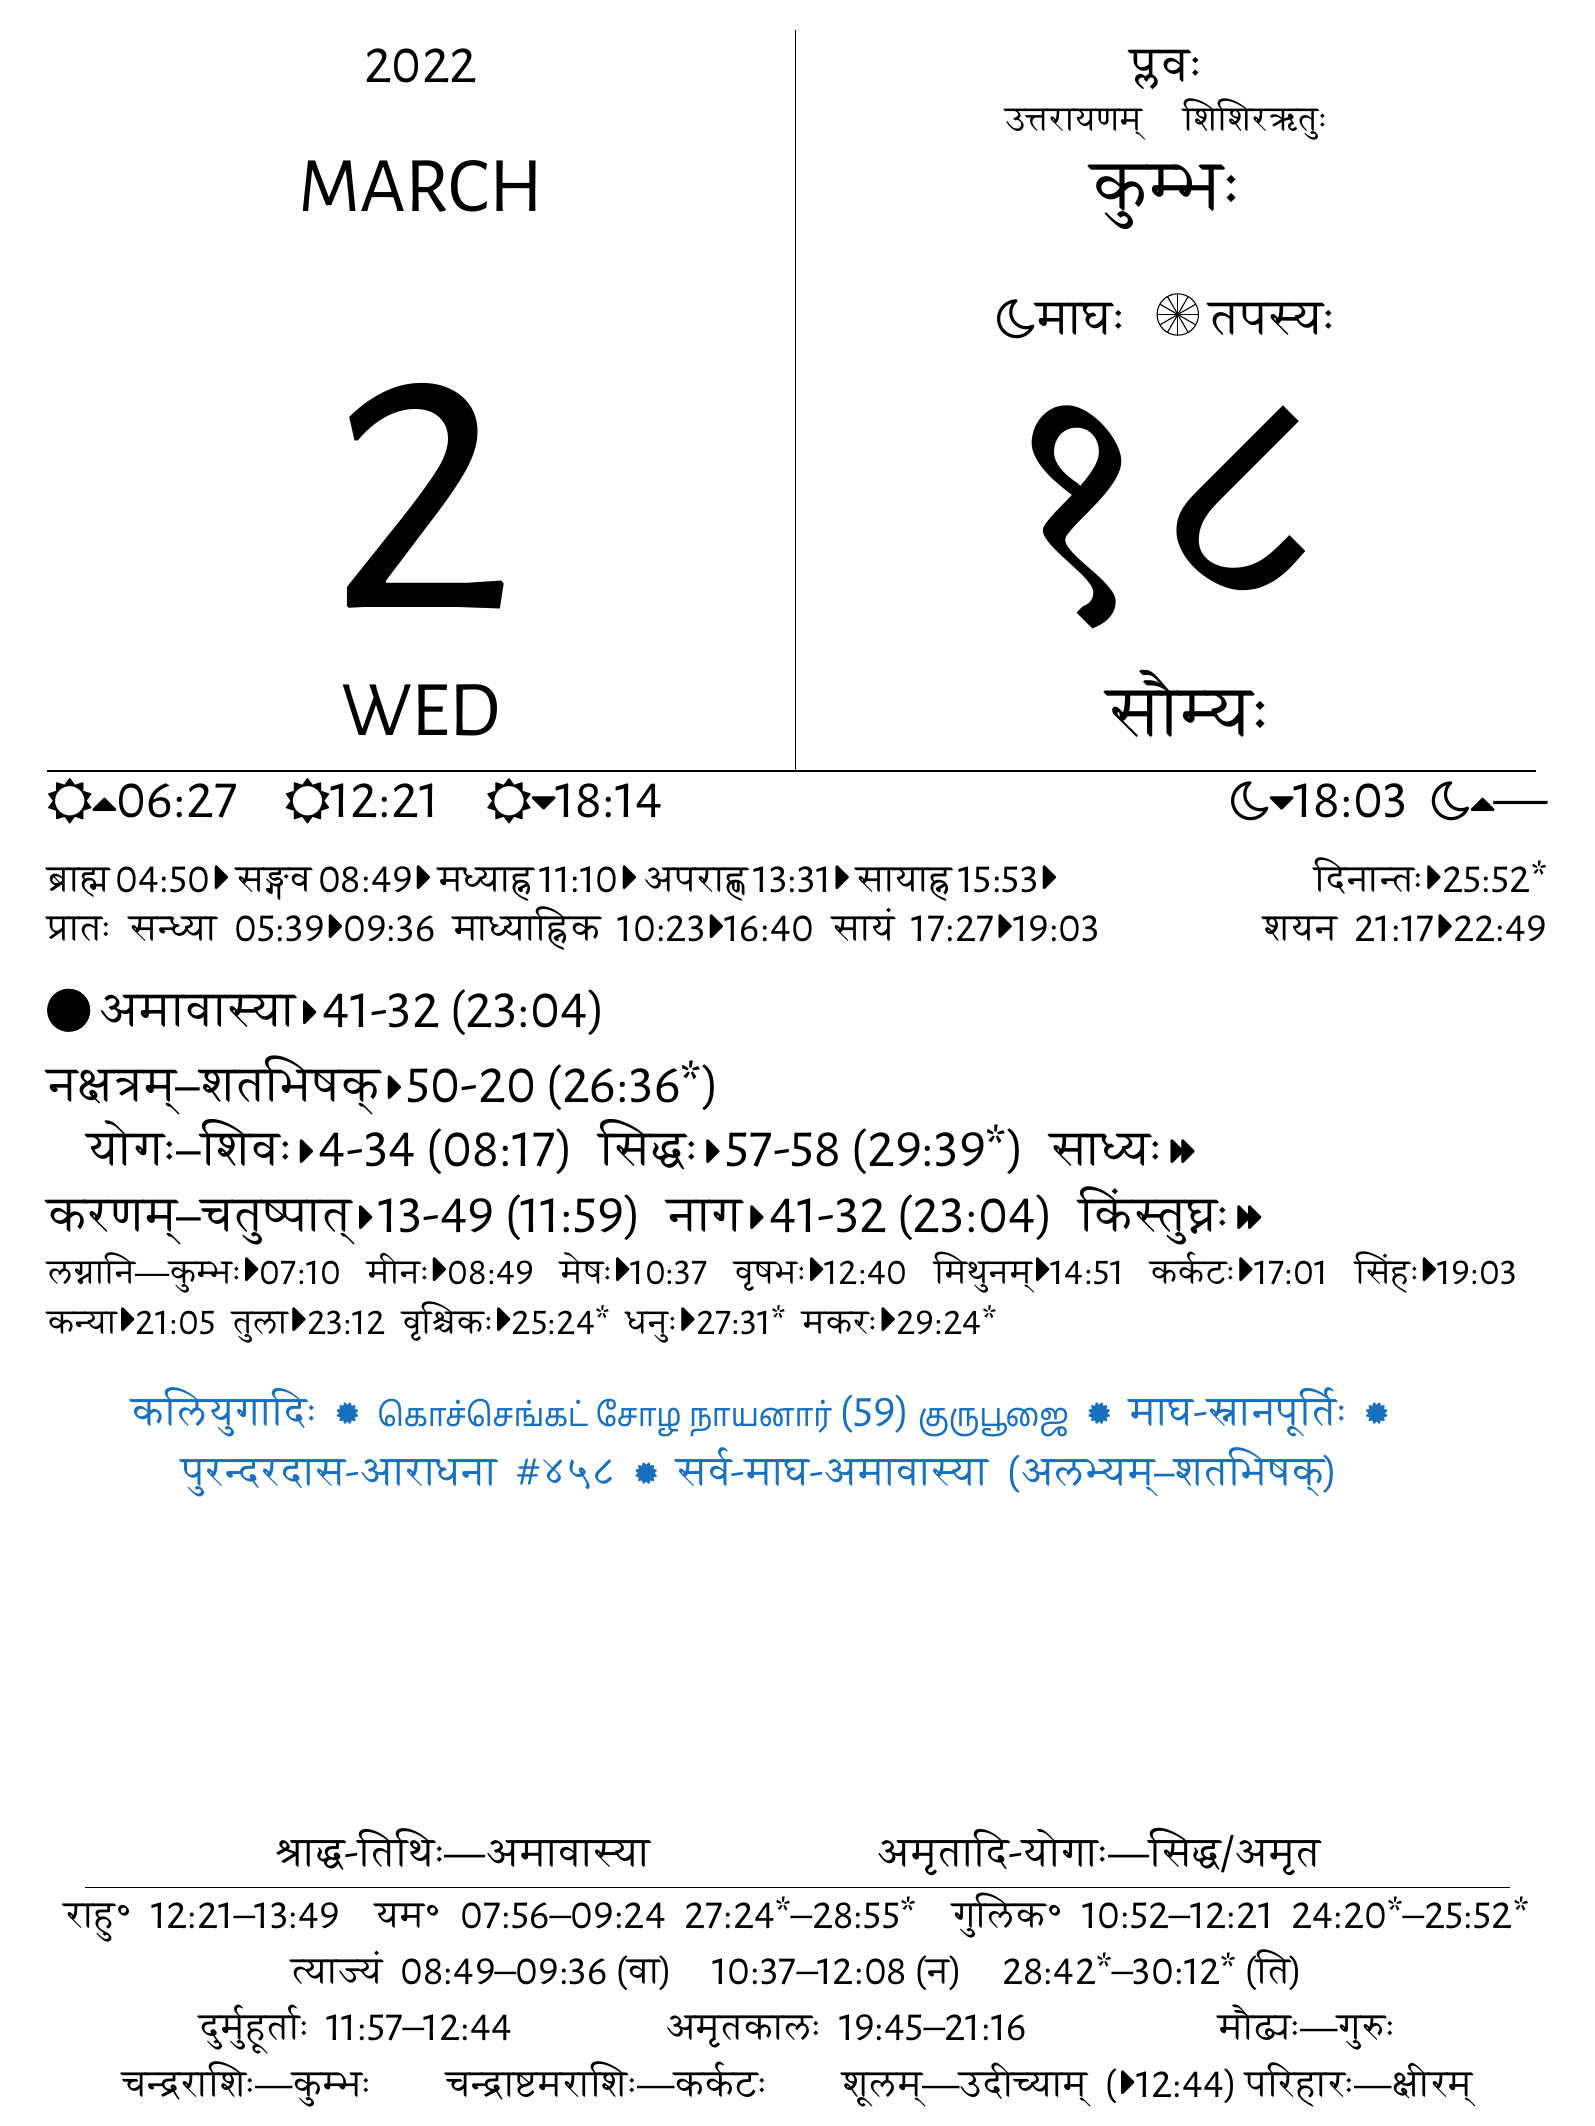 2022
MARCH
2
WED
प्लवः
उत्तरायणम् शिशिरऋतुः
कुम्भः
माघः तपस्यः
१८
सौम्यः
06:27 12:21 18:14 18:03 —
ब्राह्म 04:50 सङ्गव 08:49 मध्याह्न 11:10 अपराह्ण 13:31 सायाह्न 15:53 दिनान्तः 25:52*
प्रातः सन्ध्या 05:39 09:36 माध्याह्निक 10:23 16:40 सायं 17:27 19:03 शयन 21:17 22:49
अमावास्या 41-32 (23:04)
नक्षत्रम्–शतभिषक् 50-20 (26:36*)
योगः–शिवः 4-34 (08:17) सिद्धः 57-58 (29:39*) साध्यः
करणम्–चतुष्पात् 13-49 (11:59) नाग 41-32 (23:04) किंस्तुघ्नः
लग्नानि—कुम्भः 07:10 मीनः 08:49 मेषः 10:37 वृषभः 12:40 मिथुनम् 14:51 कर्कटः 17:01 सिंहः 19:03
कन्या 21:05 तुला 23:12 वृश्चिकः 25:24* धनुः 27:31* मकरः 29:24*
कलियुगादिः ✹ கொச்செங்கட் சோழ நாயனார் (59) குருபூஜை ✹ माघ-स्नानपूर्तिः ✹
पुरन्दरदास-आराधना #४५८ ✹ सर्व-माघ-अमावास्या (अलभ्यम्–शतभिषक्)
श्राद्ध-तिथिः—अमावास्या अमृतादि-योगाः—सिद्ध/अमृत
राहु° 12:21–13:49 यम° 07:56–09:24 27:24*–28:55* गुलिक° 10:52–12:21 24:20*–25:52*
त्याज्यं 08:49–09:36 (वा) 10:37–12:08 (न) 28:42*–30:12* (ति)
दुर्मुहूर्ताः 11:57–12:44 अमृतकालः 19:45–21:16 मौढ्यः—गुरुः
चन्द्रराशिः—कुम्भः चन्द्राष्टमराशिः—कर्कटः शूलम्—उदीच्याम् (12:44) परिहारः—क्षीरम्